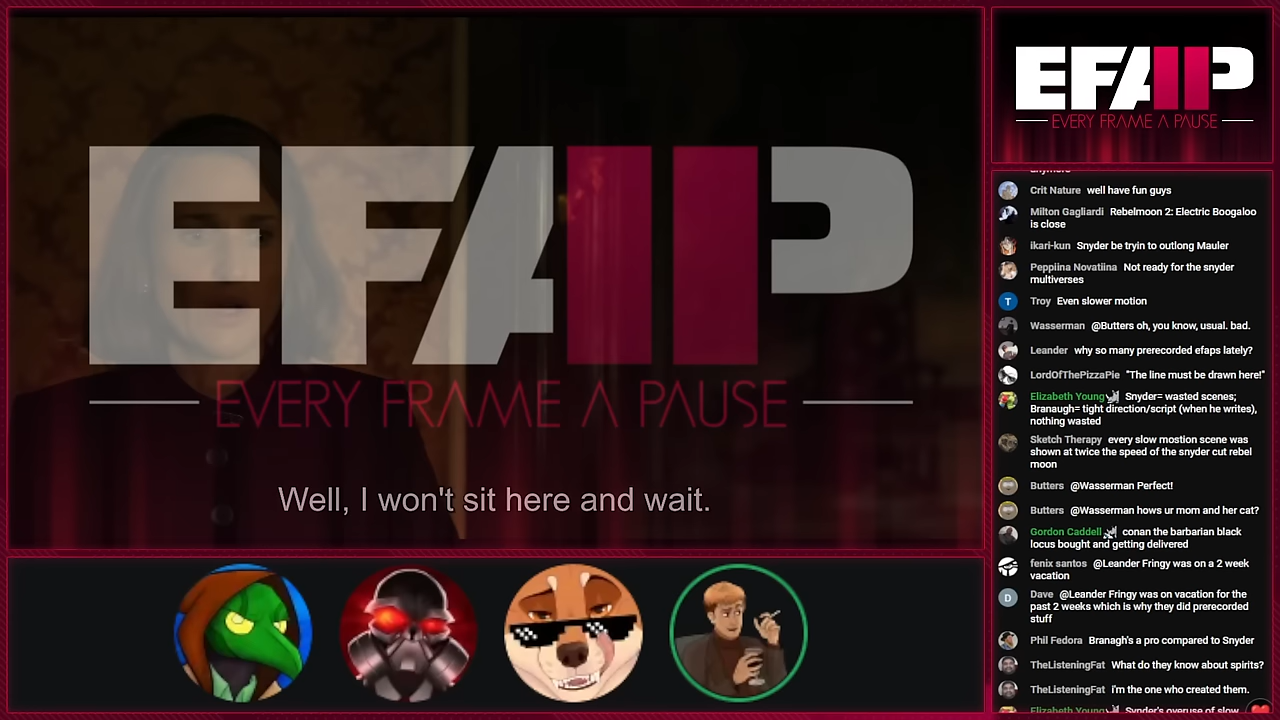 EFAP
EVERY FRAME A PAUSE
Well, I won't sit here and wait.
EFAP
EVERY FRAME A PAUSE
anymore
Crit Nature well have fun guys
Milton Gagliardi Rebelmoon 2: Electric Boogaloo
is close
ikari-kun Snyder be tryin to outlong Mauler
Peppiina Novatiina Not ready for the snyder
multiverses
T Troy Even slower motion
Wasserman @Butters oh, you know, usual. bad.
Leander why so many prerecorded efaps lately?
LordOfThePizzaPie "The line must be drawn here!"
Elizabeth Young Snyder= wasted scenes;
Branaugh= tight direction/script (when he writes),
nothing wasted
Sketch Therapy every slow mostion scene was
shown at twice the speed of the snyder cut rebel
moon
Butters @Wasserman Perfect!
Butters @Wasserman hows ur mom and her cat?
Gordon Caddell conan the barbarian black
locus bought and getting delivered
fenix santos @Leander Fringy was on a 2 week
vacation
D Dave @Leander Fringy was on vacation for the
past 2 weeks which is why they did prerecorded
stuff
Phil Fedora Branagh's a pro compared to Snyder
TheListeningFat What do they know about spirits?
TheListeningFat I'm the one who created them.
Elizabeth Young Synder's overuse of slow